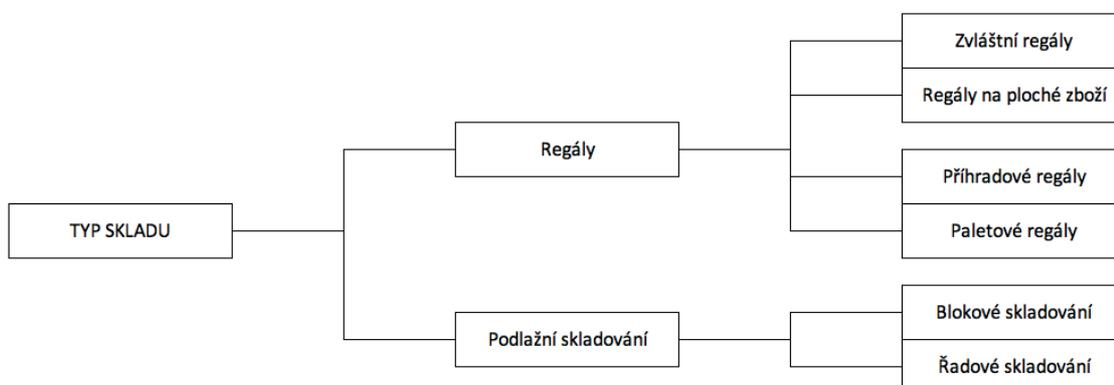 Zvláštní regály
Regály na ploché zboží
Regály
Příhradové regály
TYP SKLADU
Paletové regály
Blokové skladování
Podlažní skladování
Řadové skladování